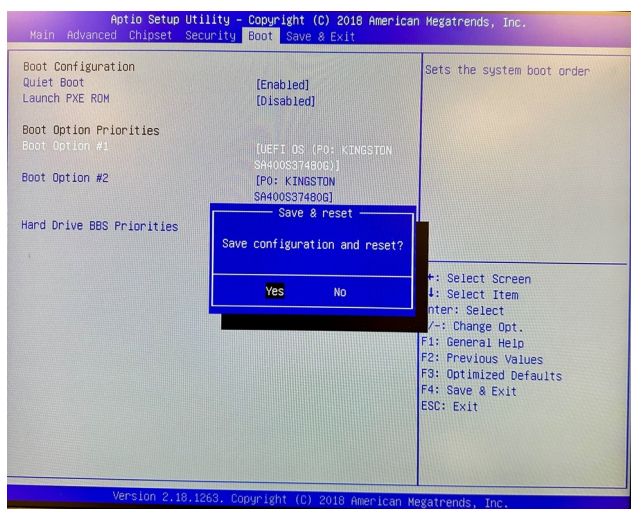 Aptio Setup Utility – Copyright (C) 2018 American Megatrends, Inc.
Main Advanced Chipset Security Boot Save & Exit
Boot Configuration
Quiet Boot [Enabled]
Launch PXE ROM [Disabled]
Boot Option Priorities
Boot Option #1 [UEFI OS (P0: KINGSTON
SA400S37480G)]
Boot Option #2 [P0: KINGSTON
SA400S37480G]
Hard Drive BBS Priorities
Save & reset
Save configuration and reset?
Yes No
Sets the system boot order
: Select Screen
: Select Item
nter: Select
/-: Change Opt.
F1: General Help
F2: Previous Values
F3: Optimized Defaults
F4: Save & Exit
ESC: Exit
Version 2.18.1263. Copyright (C) 2018 American Megatrends, Inc.